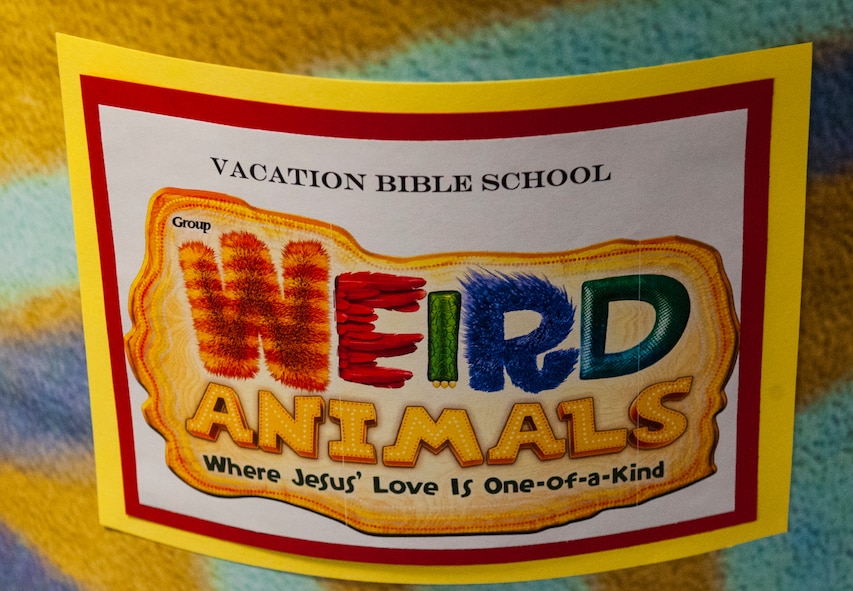 VACATION BIBLE SCHOOL
Group
WEIRD
ANIMALS
Where Jesus' Love Is One-of-a-Kind